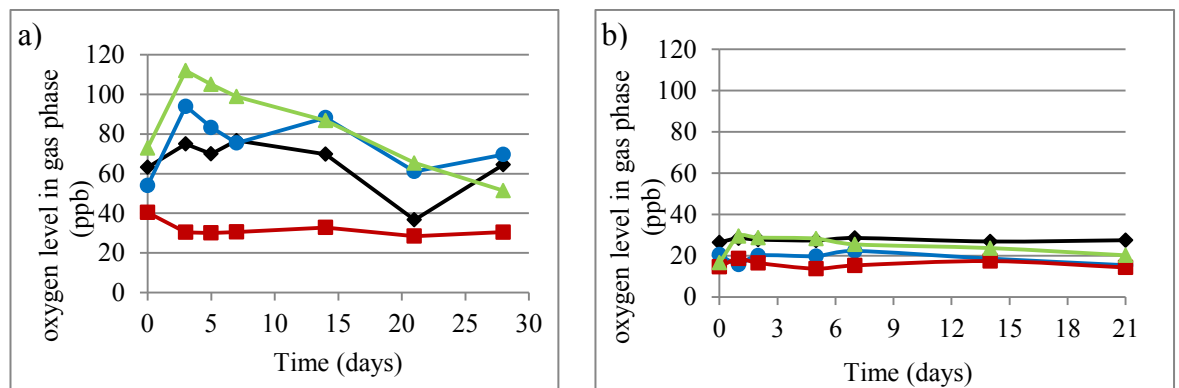 a)
oxygen level in gas phase
(ppb)
120
100
80
60
40
20
0
0 5 10 15 20 25 30
Time (days)
b)
oxygen level in gas phase
(ppb)
120
100
80
60
40
20
0
0 3 6 9 12 15 18 21
Time (days)